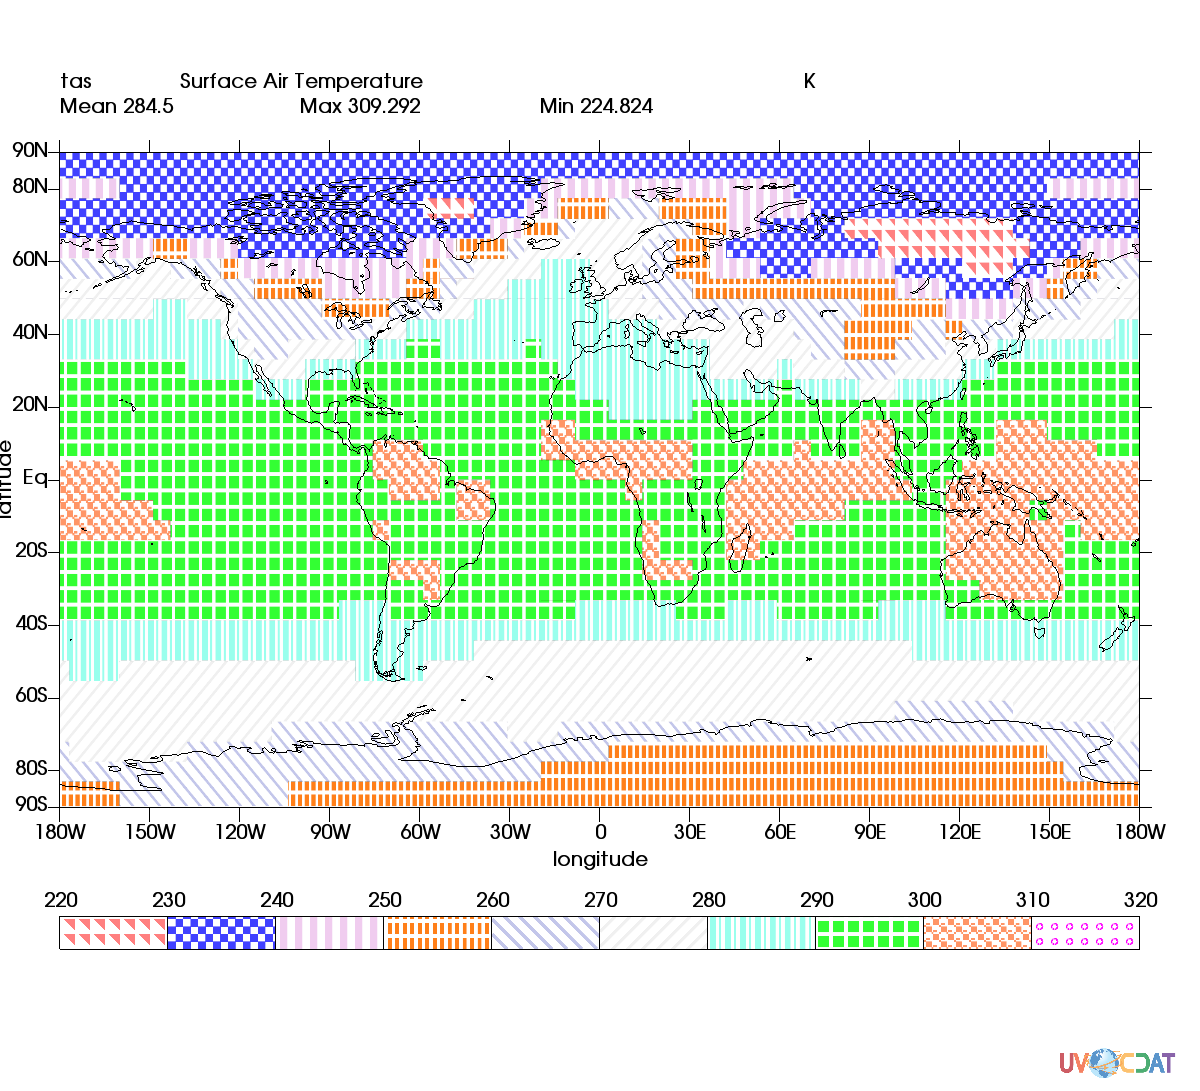 tas Surface Air Temperature K
Mean 284.5 Max 309.292 Min 224.824
90N
80N
60N
40N
20N
Eq
20S
40S
60S
80S
90S
latitude
180W 150W 120W 90W 60W 30W 0 30E 60E 90E 120E 150E 180W
longitude
220 230 240 250 260 270 280 290 300 310 320
UV CDAT